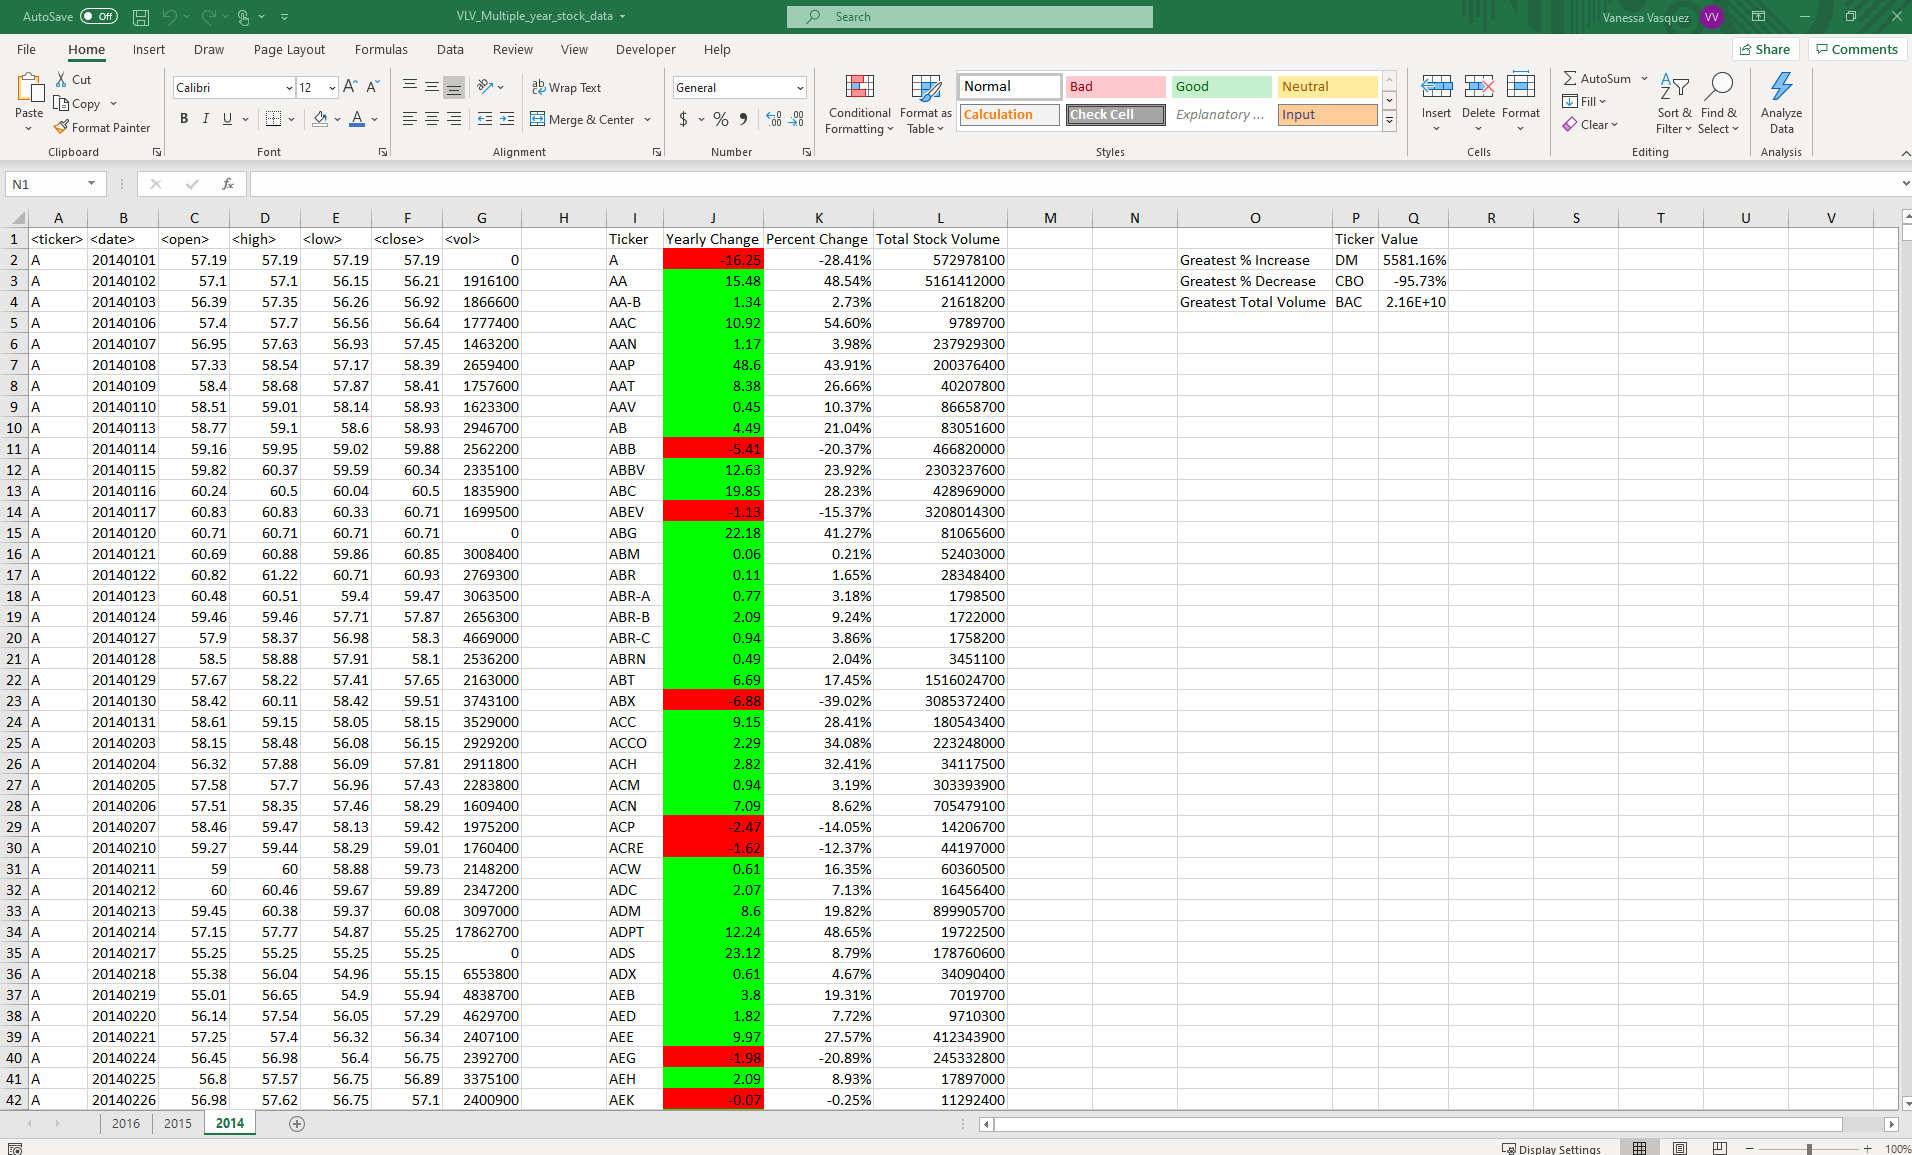 AutoSave Off VLV_Multiple_year_stock_data Search Vanessa Vasquez VV
File Home Insert Draw Page Layout Formulas Data Review View Developer Help Share Comments
Paste Cut Copy Format Painter
Clipboard
Calibri 12 A A
B I U A
Font
Wrap Text
Merge & Center
Alignment
General
$ % 9 .00 .00
Number
Conditional Formatting Format as Table
Normal Bad Good Neutral
Calculation Check Cell Explanatory ... Input
Styles
Insert Delete Format
Cells
AutoSum Fill Clear Sort & Filter Find & Select
Editing
Analyze Data
Analysis
N1 fx
A B C D E F G H I J K L M N O P Q R S T U V
1 <ticker> <date> <open> <high> <low> <close> <vol> Ticker Yearly Change Percent Change Total Stock Volume Ticker Value
2 A 20140101 57.19 57.19 57.19 57.19 0 A -16.25 -28.41% 572978100 Greatest % Increase DM 5581.16%
3 A 20140102 57.1 57.1 56.15 56.21 1916100 AA 15.48 48.54% 5161412000 Greatest % Decrease CBO -95.73%
4 A 20140103 56.39 57.35 56.26 56.92 1866600 AA-B 1.34 2.73% 21618200 Greatest Total Volume BAC 2.16E+10
5 A 20140106 57.4 57.7 56.56 56.64 1777400 AAC 10.92 54.60% 9789700
6 A 20140107 56.95 57.63 56.93 57.45 1463200 AAN 1.17 3.98% 237929300
7 A 20140108 57.33 58.54 57.17 58.39 2659400 AAP 48.6 43.91% 200376400
8 A 20140109 58.4 58.68 57.87 58.41 1757600 AAT 8.38 26.66% 40207800
9 A 20140110 58.51 59.01 58.14 58.93 1623300 AAV 0.45 10.37% 86658700
10 A 20140113 58.77 59.1 58.6 58.93 2946700 AB 4.49 21.04% 83051600
11 A 20140114 59.16 59.95 59.02 59.88 2562200 ABB -5.41 -20.37% 466820000
12 A 20140115 59.82 60.37 59.59 60.34 2335100 ABBV 12.63 23.92% 2303237600
13 A 20140116 60.24 60.5 60.04 60.5 1835900 ABC 19.85 28.23% 428969000
14 A 20140117 60.83 60.83 60.33 60.71 1699500 ABEV -1.13 -15.37% 3208014300
15 A 20140120 60.71 60.71 60.71 60.71 0 ABG 22.18 41.27% 81065600
16 A 20140121 60.69 60.88 59.86 60.85 3008400 ABM 0.06 0.21% 52403000
17 A 20140122 60.82 61.22 60.71 60.93 2769300 ABR 0.11 1.65% 28348400
18 A 20140123 60.48 60.51 59.4 59.47 3063500 ABR-A 0.77 3.18% 1798500
19 A 20140124 59.46 59.46 57.71 57.87 2656300 ABR-B 2.09 9.24% 1722000
20 A 20140127 57.9 58.37 56.98 58.3 4669000 ABR-C 0.94 3.86% 1758200
21 A 20140128 58.5 58.88 57.91 58.1 2536200 ABRN 0.49 2.04% 3451100
22 A 20140129 57.67 58.22 57.41 57.65 2163000 ABT 6.69 17.45% 1516024700
23 A 20140130 58.42 60.11 58.42 59.51 3743100 ABX -6.88 -39.02% 3085372400
24 A 20140131 58.61 59.15 58.05 58.15 3529000 ACC 9.15 28.41% 180543400
25 A 20140203 58.15 58.48 56.08 56.15 2929200 ACCO 2.29 34.08% 223248000
26 A 20140204 56.32 57.88 56.09 57.81 2911800 ACH 2.82 32.41% 34117500
27 A 20140205 57.58 57.7 56.96 57.43 2283800 ACM 0.94 3.19% 303393900
28 A 20140206 57.51 58.35 57.46 58.29 1609400 ACN 7.09 8.62% 705479100
29 A 20140207 58.46 59.47 58.13 59.42 1975200 ACP -2.47 -14.05% 14206700
30 A 20140210 59.27 59.44 58.29 59.01 1760400 ACRE -1.62 -12.37% 44197000
31 A 20140211 59 60 58.88 59.73 2148200 ACW 0.61 16.35% 60360500
32 A 20140212 60 60.46 59.67 59.89 2347200 ADC 2.07 7.13% 16456400
33 A 20140213 59.45 60.38 59.37 60.08 3097000 ADM 8.6 19.82% 899905700
34 A 20140214 57.15 57.77 54.87 55.25 17862700 ADPT 12.24 48.65% 19722500
35 A 20140217 55.25 55.25 55.25 55.25 0 ADS 23.12 8.79% 178760600
36 A 20140218 55.38 56.04 54.96 55.15 6553800 ADX 0.61 4.67% 34090400
37 A 20140219 55.01 56.65 54.9 55.94 4838700 AEB 3.8 19.31% 7019700
38 A 20140220 56.14 57.54 56.05 57.29 4629700 AED 1.82 7.72% 9710300
39 A 20140221 57.25 57.4 56.32 56.34 2407100 AEE 9.97 27.57% 412343900
40 A 20140224 56.45 56.98 56.4 56.75 2392700 AEG -1.98 -20.89% 245332800
41 A 20140225 56.8 57.57 56.75 56.89 3375100 AEH 2.09 8.93% 17897000
42 A 20140226 56.98 57.62 56.75 57.1 2400900 AEK -0.07 -0.25% 11292400
2016 2015 2014
Display Settings 100%